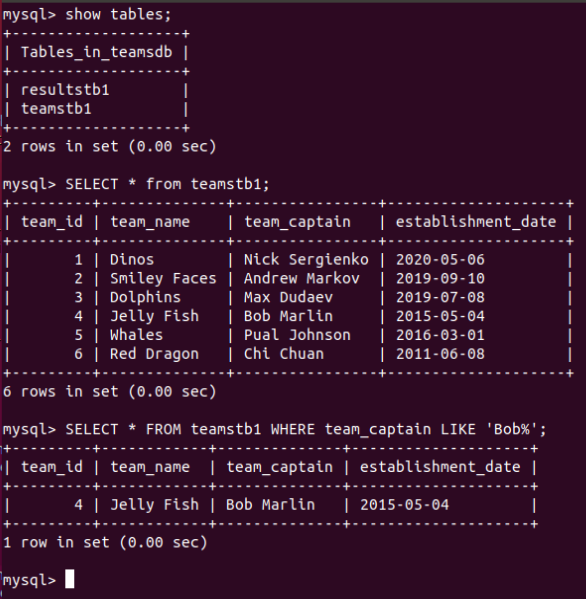 mysql> show tables;
+-------------------+
| Tables_in_teamsdb |
+-------------------+
| resultstb1        |
| teamstb1          |
+-------------------+
2 rows in set (0.00 sec)
mysql> SELECT * from teamstb1;
+---------+--------------+----------------+--------------------+
| team_id | team_name    | team_captain   | establishment_date |
+---------+--------------+----------------+--------------------+
|       1 | Dinos        | Nick Sergienko | 2020-05-06         |
|       2 | Smiley Faces | Andrew Markov  | 2019-09-10         |
|       3 | Dolphins     | Max Dudaev     | 2019-07-08         |
|       4 | Jelly Fish   | Bob Marlin     | 2015-05-04         |
|       5 | Whales       | Pual Johnson   | 2016-03-01         |
|       6 | Red Dragon   | Chi Chuan      | 2011-06-08         |
+---------+--------------+----------------+--------------------+
6 rows in set (0.00 sec)
mysql> SELECT * FROM teamstb1 WHERE team_captain LIKE 'Bob%';
+---------+------------+--------------+--------------------+
| team_id | team_name  | team_captain | establishment_date |
+---------+------------+--------------+--------------------+
|       4 | Jelly Fish | Bob Marlin   | 2015-05-04         |
+---------+------------+--------------+--------------------+
1 row in set (0.00 sec)
mysql>